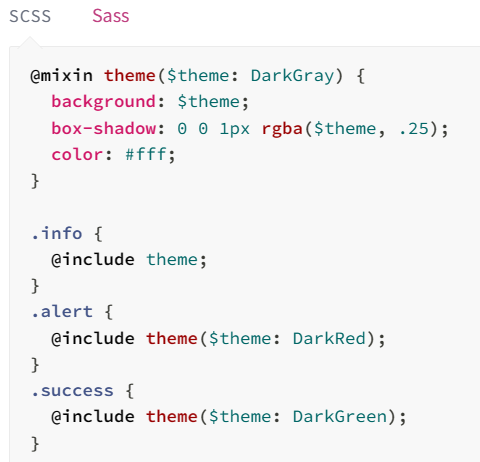 SCSS Sass
@mixin theme($theme: DarkGray) {
  background: $theme;
  box-shadow: 0 0 1px rgba($theme, .25);
  color: #fff;
}

.info {
  @include theme;
}
.alert {
  @include theme($theme: DarkRed);
}
.success {
  @include theme($theme: DarkGreen);
}